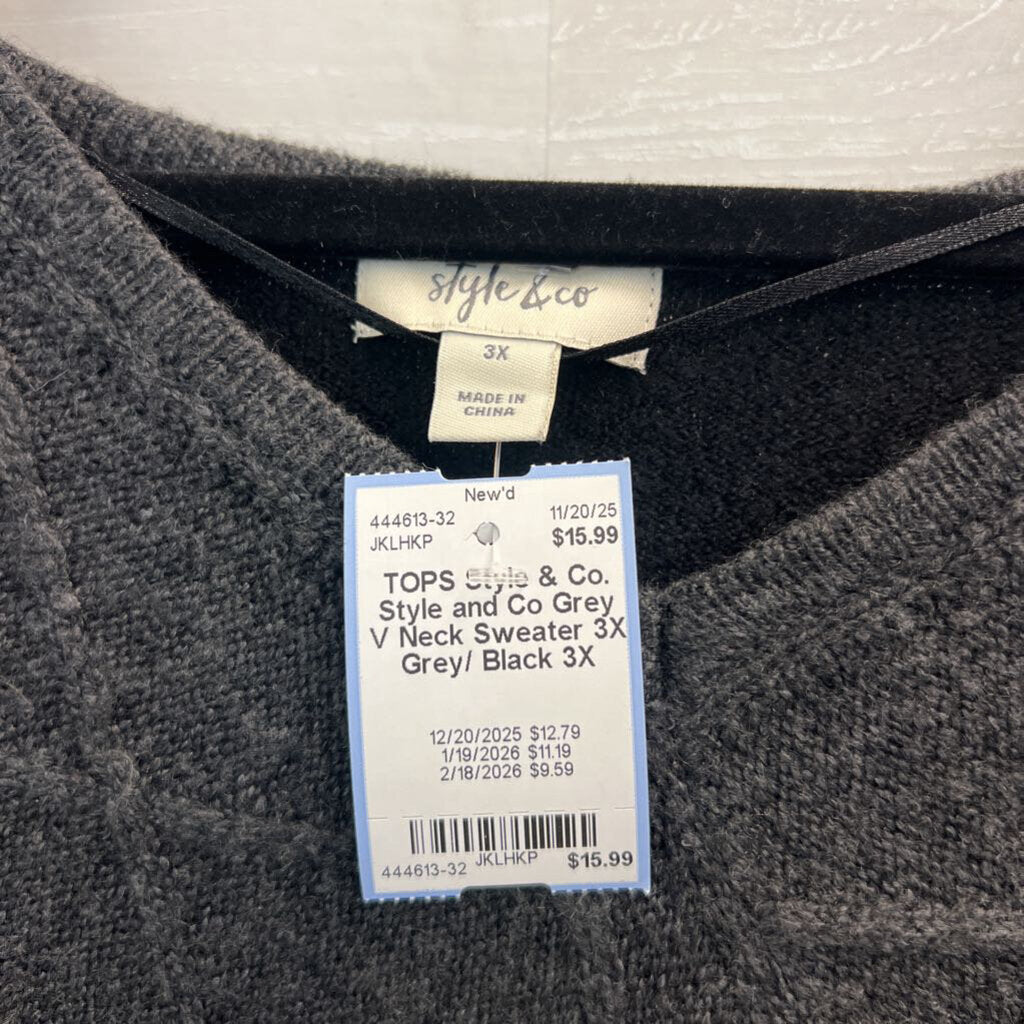 style & co
3X
MADE IN
CHINA
New'd
444613-32 11/20/25
JKLHKP $15.99
TOPS Style & Co.
Style and Co Grey
V Neck Sweater 3X
Grey/ Black 3X
12/20/2025 $12.79
1/19/2026 $11.19
2/18/2026 $9.59
444613-32 JKLHKP $15.99